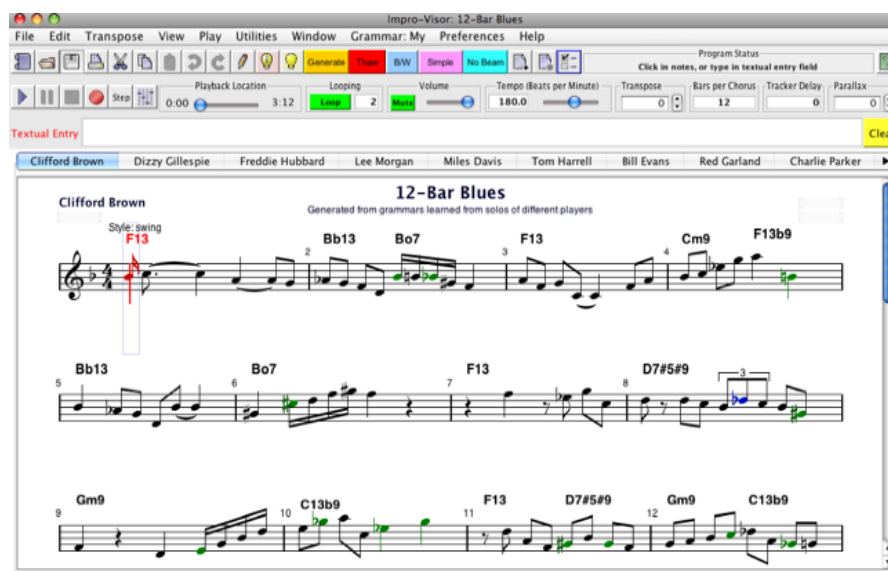 Impro-Visor: 12-Bar Blues
File Edit Transpose View Play Utilities Window Grammar: My Preferences Help
Generate Thaw B/W Simple No Beam Program Status
Click in notes, or type in textual entry field
Playback Location Looping Volume Tempo (Beats per Minute) Transpose Bars per Chorus Tracker Delay Parallax
Step 0:00 3:12 Loop 2 Mute 180.0 0 12 0 0
Textual Entry Clea
Clifford Brown Dizzy Gillespie Freddie Hubbard Lee Morgan Miles Davis Tom Harrell Bill Evans Red Garland Charlie Parker
12-Bar Blues
Clifford Brown
Generated from grammars learned from solos of different players
Style: swing
F13 Bb13 Bo7 F13 Cm9 F13b9
2 3 4
4
4
Bb13 Bo7 F13 D7#5#9
5 6 7 8 3
Gm9 C13b9 F13 D7#5#9 Gm9 C13b9
9 10 11 12